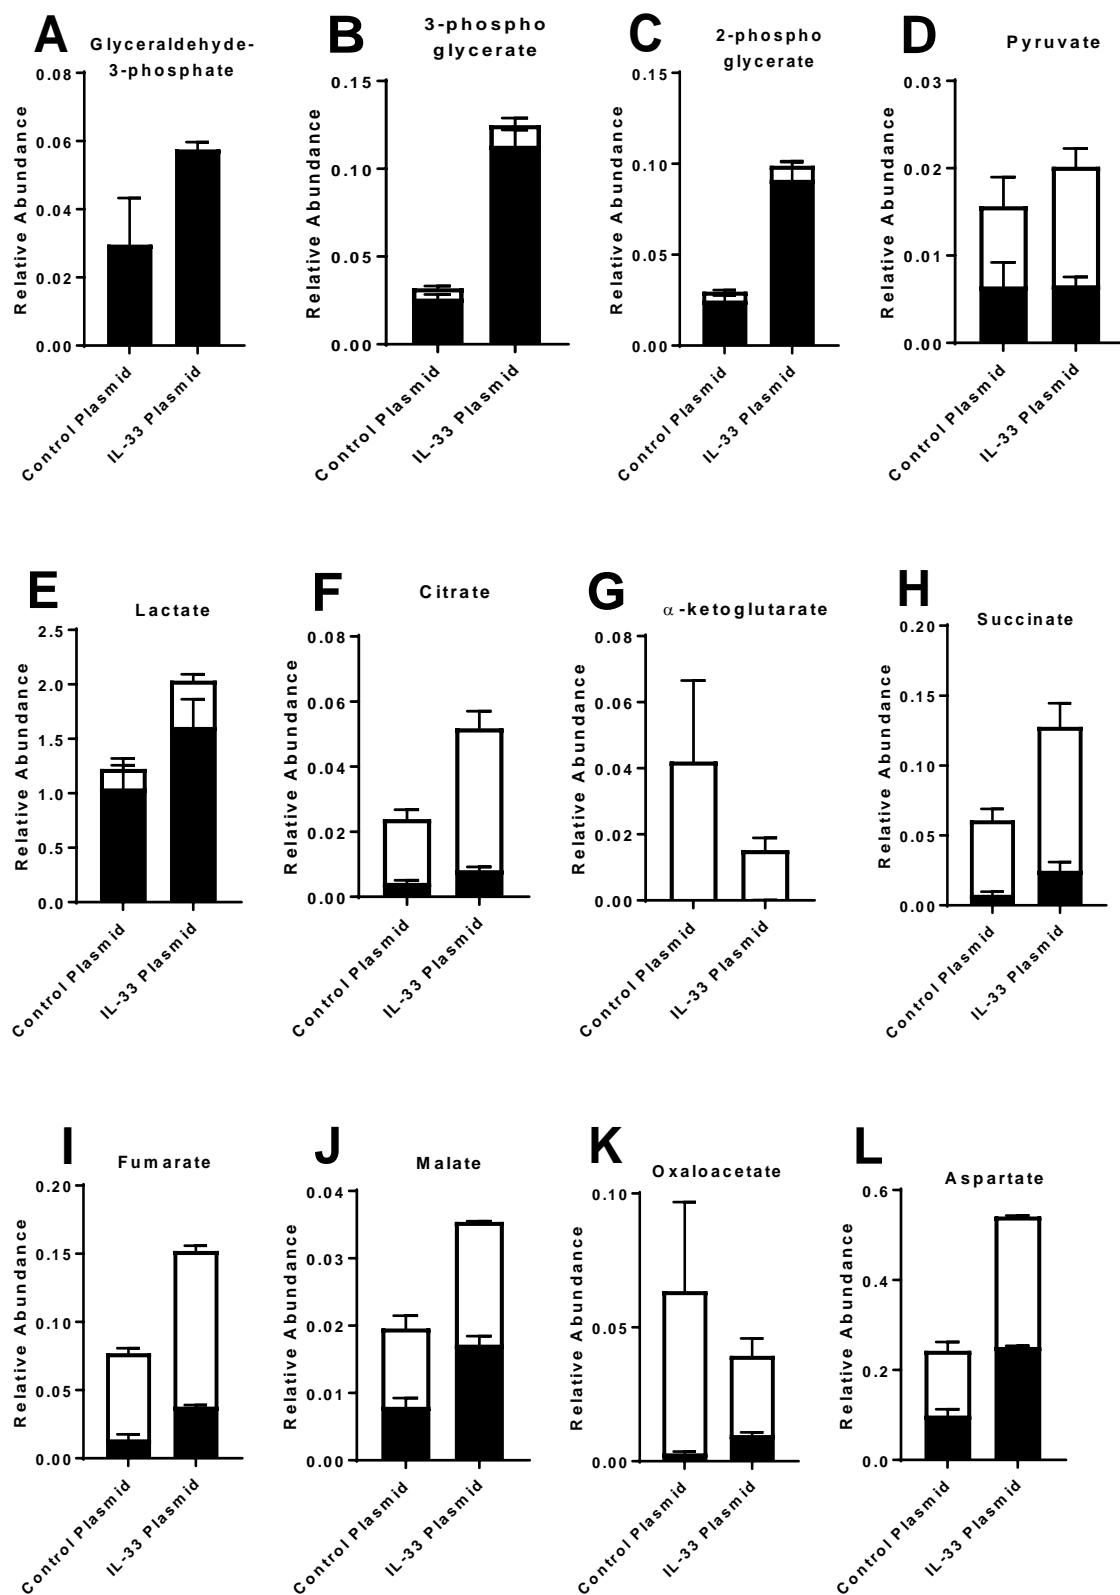 A
Glyceraldehyde-
3-phosphate
Relative Abundance
0.08
0.06
0.04
0.02
0.00
Control Plasmid
IL-33 Plasmid
B
3-phospho
glycerate
Relative Abundance
0.15
0.10
0.05
0.00
Control Plasmid
IL-33 Plasmid
C
2-phospho
glycerate
Relative Abundance
0.15
0.10
0.05
0.00
Control Plasmid
IL-33 Plasmid
D
Pyruvate
Relative Abundance
0.03
0.02
0.01
0.00
Control Plasmid
IL-33 Plasmid
E
Lactate
Relative Abundance
2.5
2.0
1.5
1.0
0.5
0.0
Control Plasmid
IL-33 Plasmid
F
Citrate
Relative Abundance
0.08
0.06
0.04
0.02
0.00
Control Plasmid
IL-33 Plasmid
G
α-ketoglutarate
Relative Abundance
0.08
0.06
0.04
0.02
0.00
Control Plasmid
IL-33 Plasmid
H
Succinate
Relative Abundance
0.20
0.15
0.10
0.05
0.00
Control Plasmid
IL-33 Plasmid
I
Fumarate
Relative Abundance
0.20
0.15
0.10
0.05
0.00
Control Plasmid
IL-33 Plasmid
J
Malate
Relative Abundance
0.04
0.03
0.02
0.01
0.00
Control Plasmid
IL-33 Plasmid
K
Oxaloacetate
Relative Abundance
0.10
0.05
0.00
Control Plasmid
IL-33 Plasmid
L
Aspartate
Relative Abundance
0.6
0.4
0.2
0.0
Control Plasmid
IL-33 Plasmid